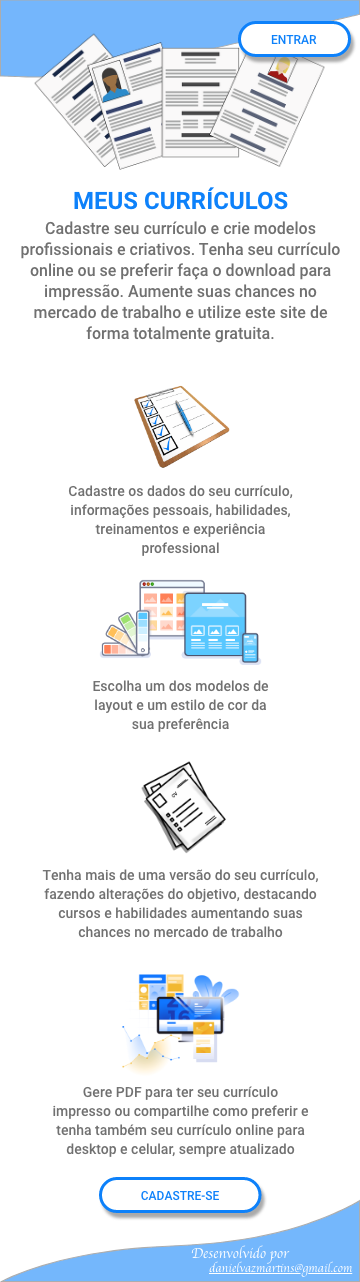 ENTRAR
MEUS CURRÍCULOS
Cadastre seu currículo e crie modelos
profissionais e criativos. Tenha seu currículo
online ou se preferir faça o download para
impressão. Aumente suas chances no
mercado de trabalho e utilize este site de
forma totalmente gratuita.
Cadastre os dados do seu currículo,
informações pessoais, habilidades,
treinamentos e experiência
professional
Escolha um dos modelos de
layout e um estilo de cor da
sua preferência
CV
Tenha mais de uma versão do seu currículo,
fazendo alterações do objetivo, destacando
cursos e habilidades aumentando suas
chances no mercado de trabalho
Gere PDF para ter seu currículo
impresso ou compartilhe como preferir e
tenha também seu currículo online para
desktop e celular, sempre atualizado
CADASTRE-SE
Desenvolvido por
danielvazmartins@gmail.com